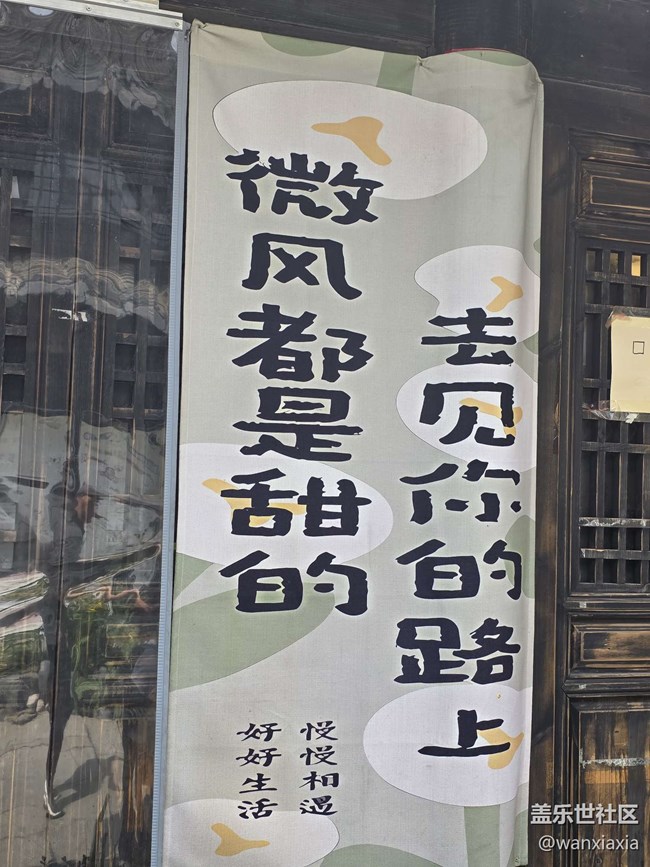 去见你的路上
微风都是甜的
慢慢相遇
好好生活
盖乐世社区
@wanxiaxia